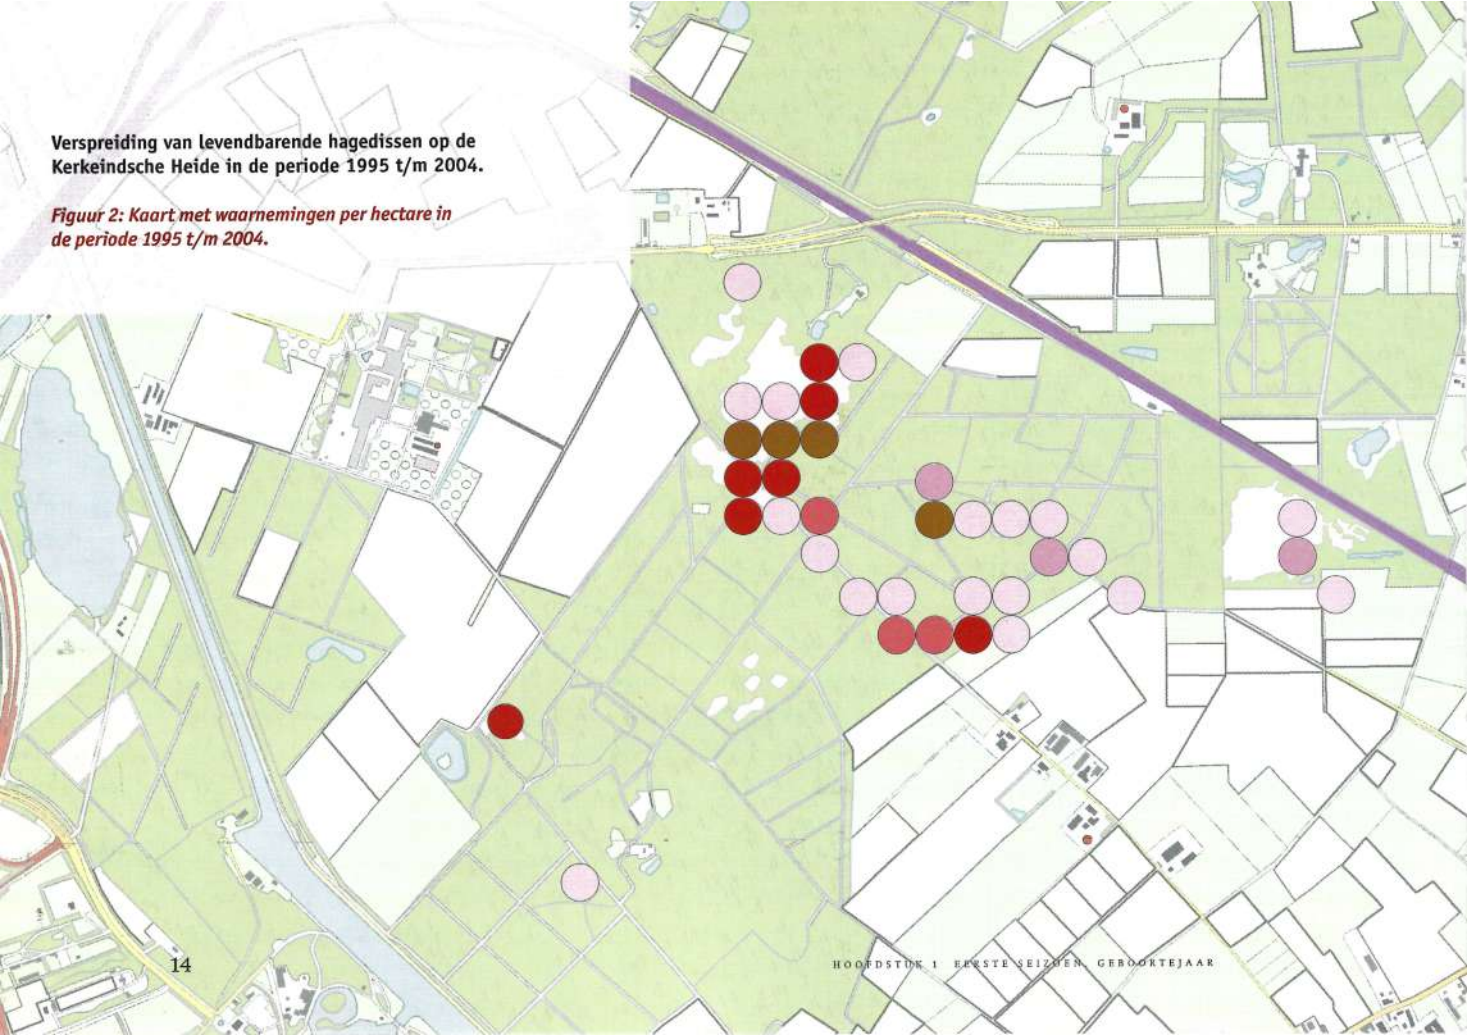 Verspreiding van levendbarende hagedissen op de
Kerkeindsche Heide in de periode 1995 t/m 2004.
Figuur 2: Kaart met waarnemingen per hectare in
de periode 1995 t/m 2004.
14
HOOFDSTUK 1 EERSTE SEIZOEN, GEBOORTEJAAR